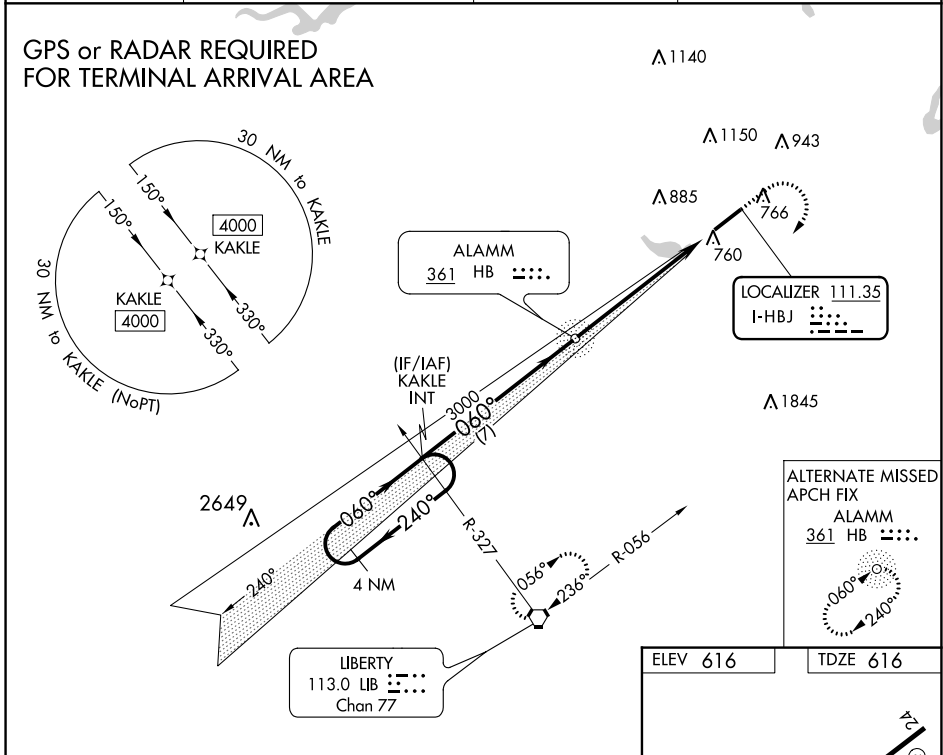 GPS or RADAR REQUIRED
FOR TERMINAL ARRIVAL AREA
1140
1150
943
885
766
760
30 NM to KAKLE
150°
4000
KAKLE
330°
150°
KAKLE
4000
330°
30 NM to KAKLE (NoPT)
ALAMM
361 HB
LOCALIZER 111.35
I-HBJ
(IF/IAF)
KAKLE
INT
3000
060°
(7)
1845
2649
060°
240°
240°
4 NM
R-327
R-056
056°
236°
LIBERTY
113.0 LIB
Chan 77
ALTERNATE MISSED
APCH FIX
ALAMM
361 HB
060°
240°
ELEV 616
TDZE 616
24